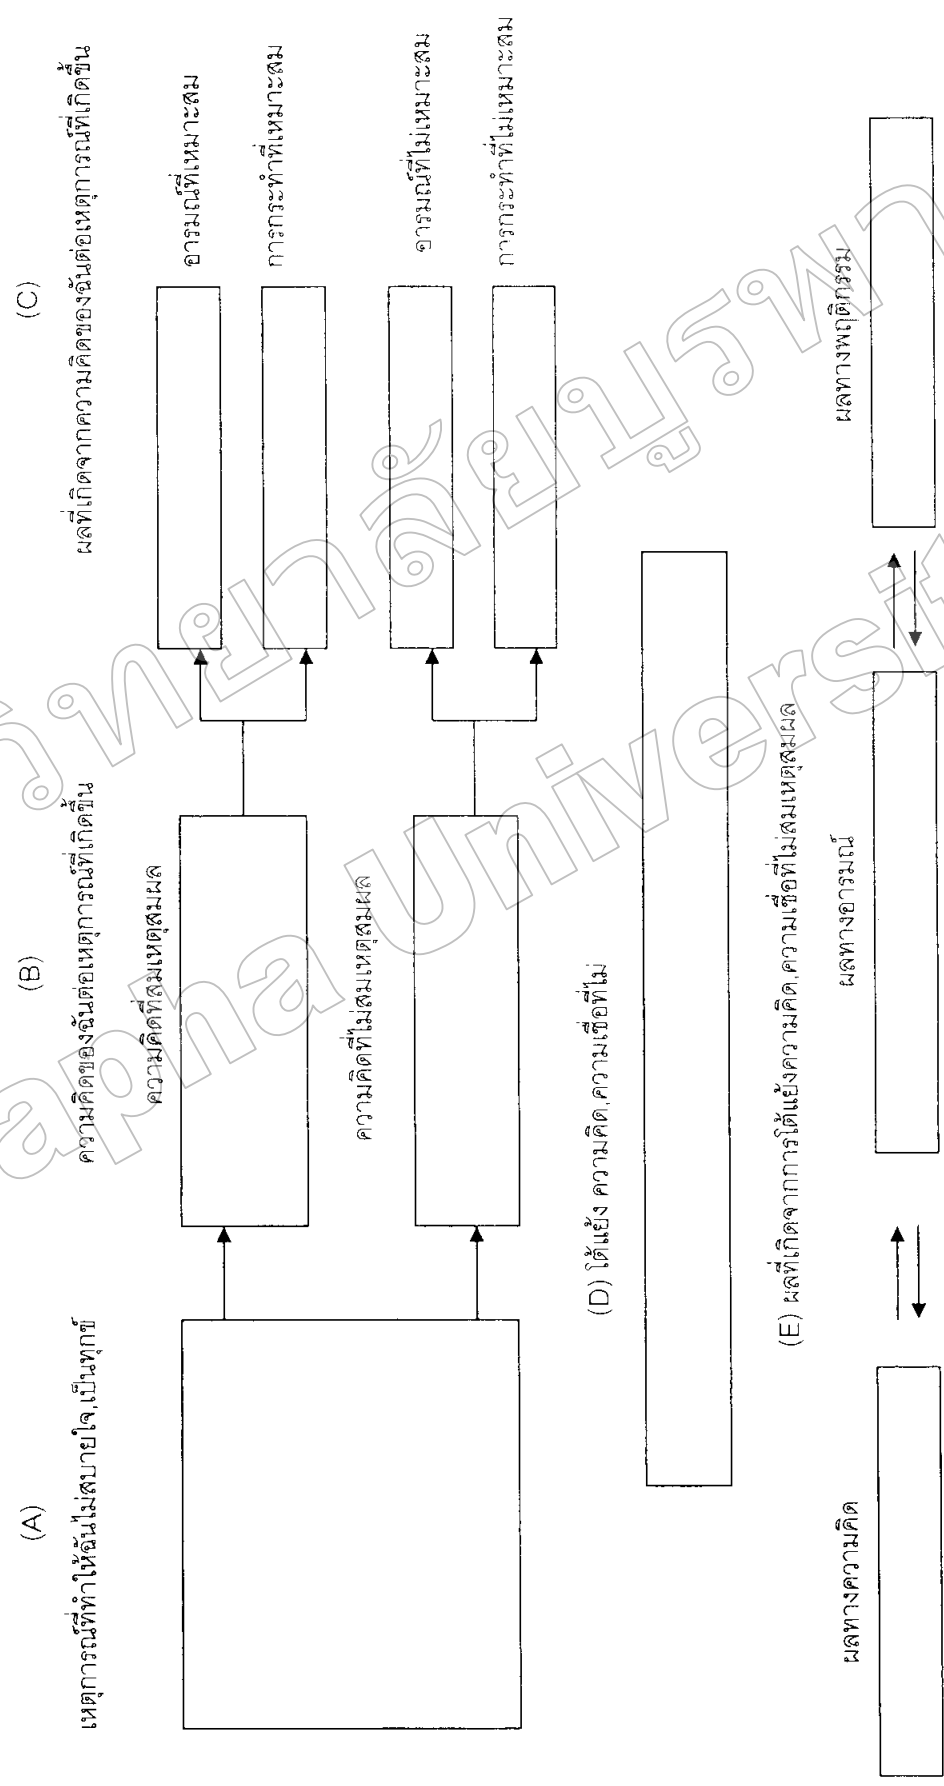 (A)
(B)
(C)
เหตุการณ์ที่ทำให้ฉันไม่สบายใจ,เป็นทุกข์
ความคิดของฉันต่อเหตุการณ์ที่เกิดขึ้น
ผลที่เกิดจากความคิดของฉันต่อเหตุการณ์ที่เกิดขึ้น
ความคิดที่สมเหตุสมผล
อารมณ์ที่เหมาะสม
การกระทำที่เหมาะสม
ความคิดที่ไม่สมเหตุสมผล
อารมณ์ที่ไม่เหมาะสม
การกระทำที่ไม่เหมาะสม
(D) โต้แย้ง ความคิด,ความเชื่อที่ไม่
(E) ผลที่เกิดจากการโต้แย้งความคิด,ความเชื่อที่ไม่สมเหตุสมผล
ผลทางความคิด
ผลทางอารมณ์
ผลทางพฤติกรรม
วิทยาลัยบูรพา
apha Universit